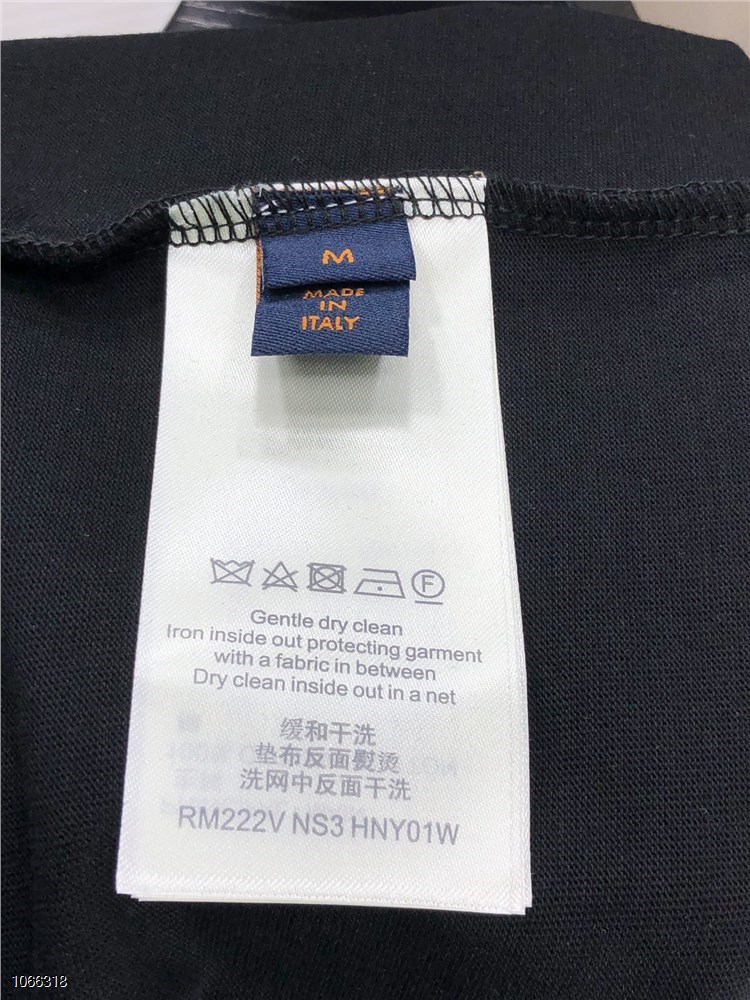 M
MADE
IN
ITALY
F
Gentle dry clean
Iron inside out protecting garment
with a fabric in between
Dry clean inside out in a net
缓和干洗
垫布反面熨烫
洗网中反面干洗
RM222V NS3 HNY01W
1066318